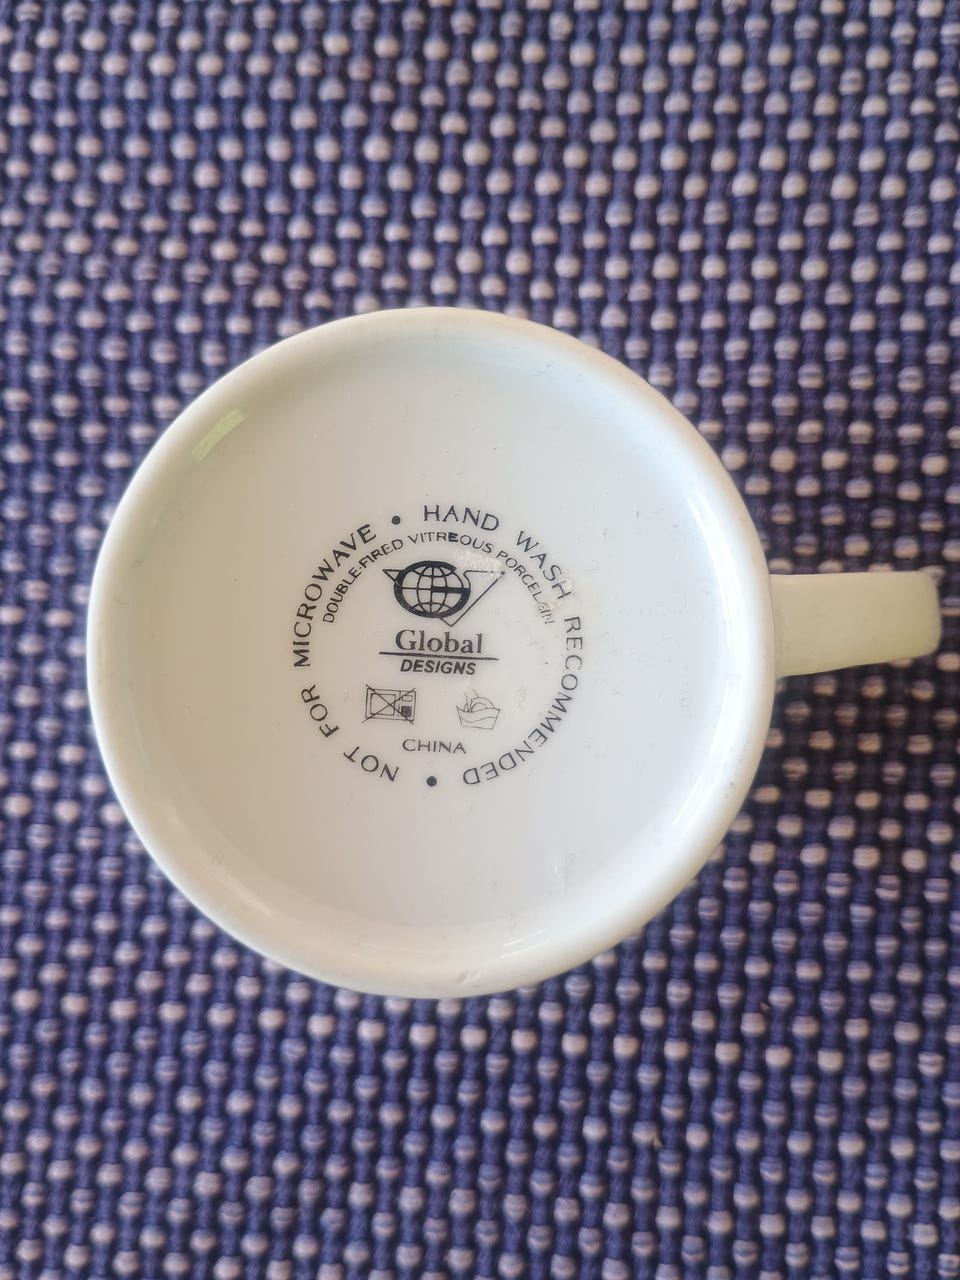 NOT FOR MICROWAVE • HAND WASH RECOMMENDED •
DOUBLE-FIRED VITREOUS PORCELAIN
G
Global
DESIGNS
CHINA